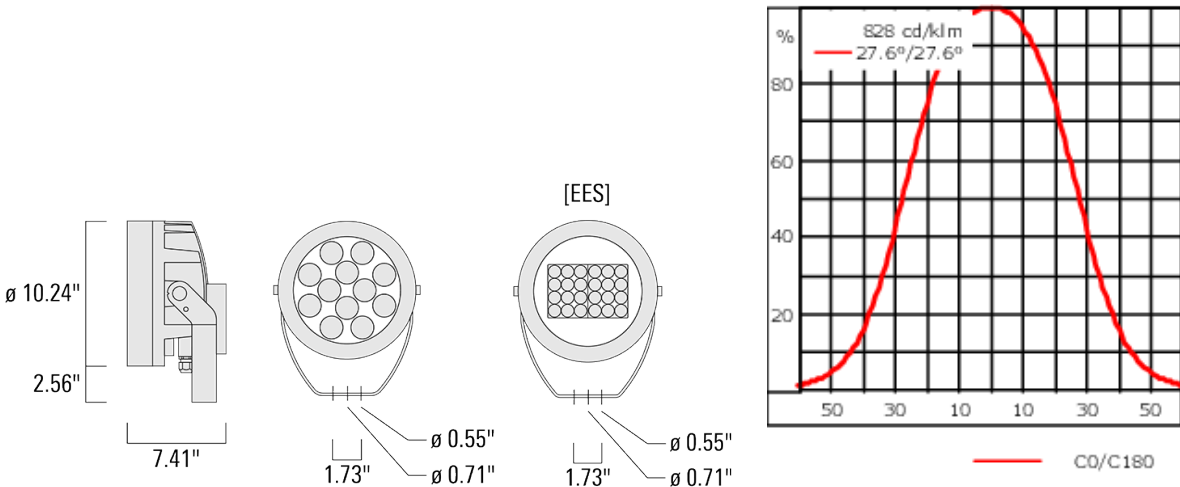 ø 10.24"
2.56"
7.41"
1.73"
ø 0.55"
ø 0.71"
[EES]
1.73"
ø 0.55"
ø 0.71"
%
828 cd/klm
27.6º/27.6º
80
60
40
20
50 30 10 10 30 50
C0/C180